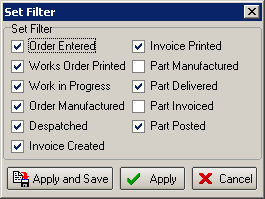 Set Filter
Set Filter
Order Entered
Invoice Printed
Works Order Printed
Part Manufactured
Work in Progress
Part Delivered
Order Manufactured
Part Invoiced
Despatched
Part Posted
Invoice Created
Apply and Save
Apply
Cancel